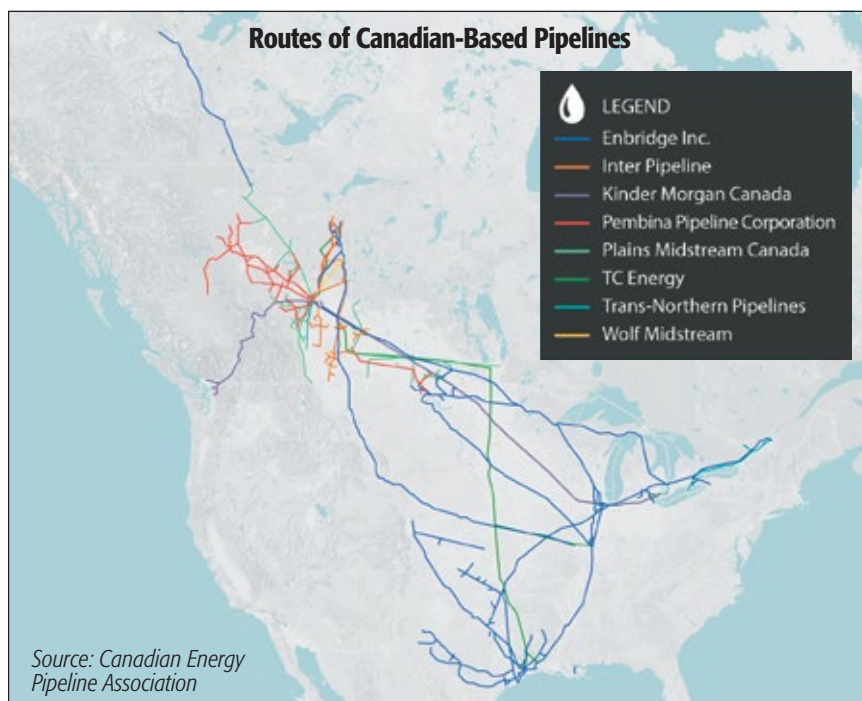 Routes of Canadian-Based Pipelines
LEGEND
Enbridge Inc.
Inter Pipeline
Kinder Morgan Canada
Pembina Pipeline Corporation
Plains Midstream Canada
TC Energy
Trans-Northern Pipelines
Wolf Midstream
Source: Canadian Energy
Pipeline Association